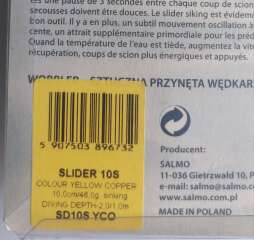 une pause de 3 secondes entre chaque coup de scion
secousses doivent être douces. Le slider siking est évidem
bon outil. Il y a en plus, un subtil mouvement oscillation à
cente, un attrait supplémentaire primordiale pour les préd
Quand la température de l'eau est tiède, augmentez la vite
récupération, coups de scion plus énergiques et appuyés.
WOBBLER - SZTUCZNA PRZYNĘTA WĘDKARS
5 907503 896732
SLIDER 10S
COLOUR YELLOW COPPER
10,0cm/46,0g sinking
DIVING DEPTH-2,0/1,0m
SD10S YCO
Producent:
SALMO
11-036 Gietrzwałd 10, P
e-mail: salmo@salmo.c
www.salmo.com.pl
MADE IN POLAND